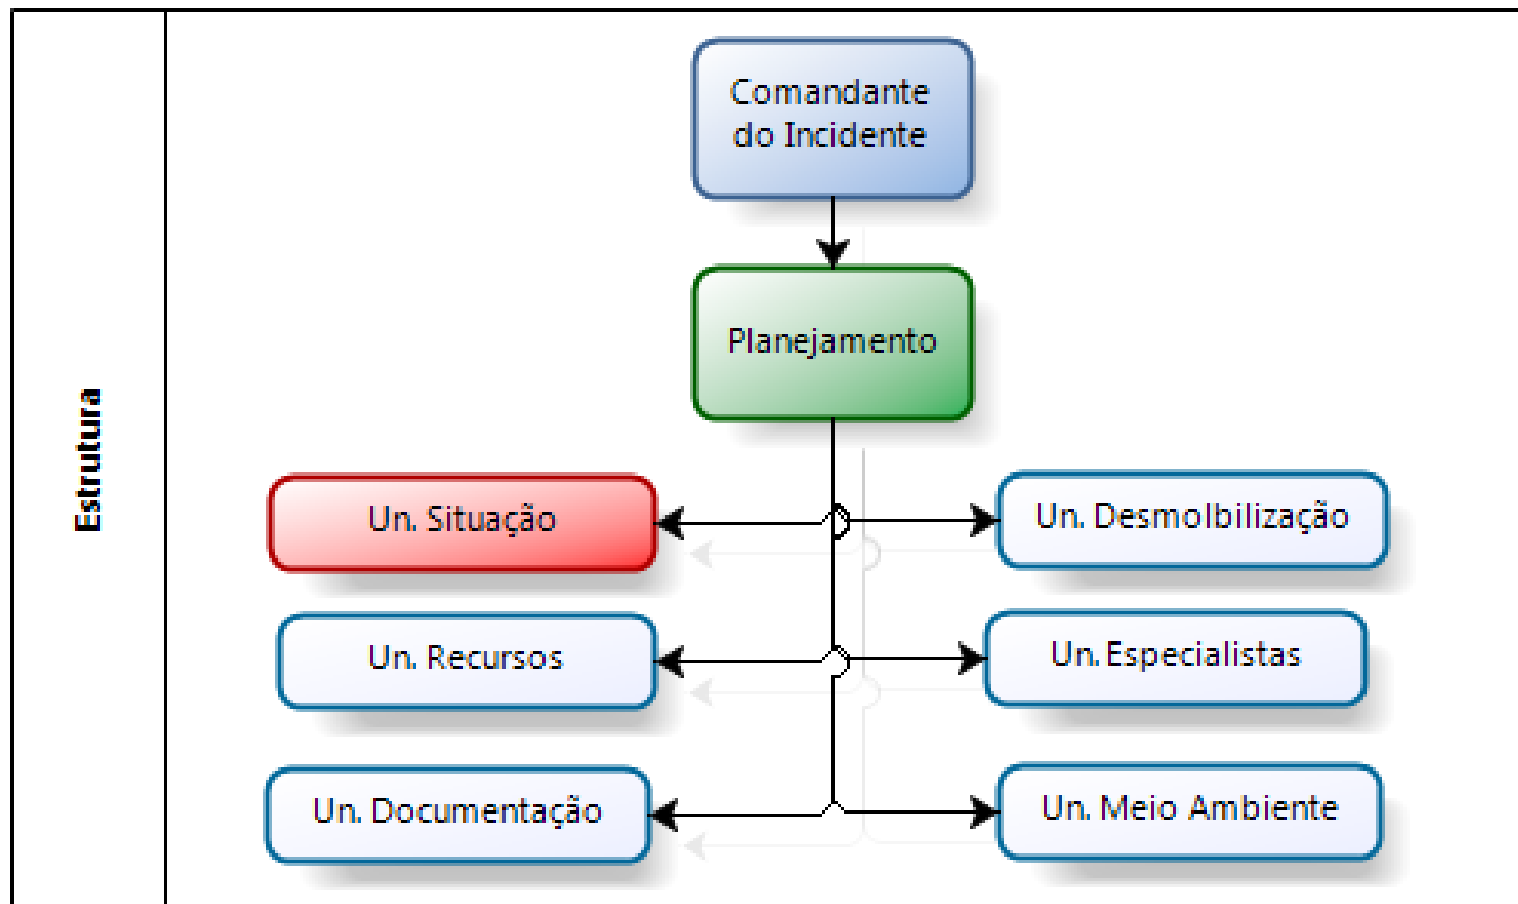 Estrutura
Comandante
do Incidente
Planejamento
Un. Situação
Un. Desmolbilização
Un. Recursos
Un. Especialistas
Un. Documentação
Un. Meio Ambiente